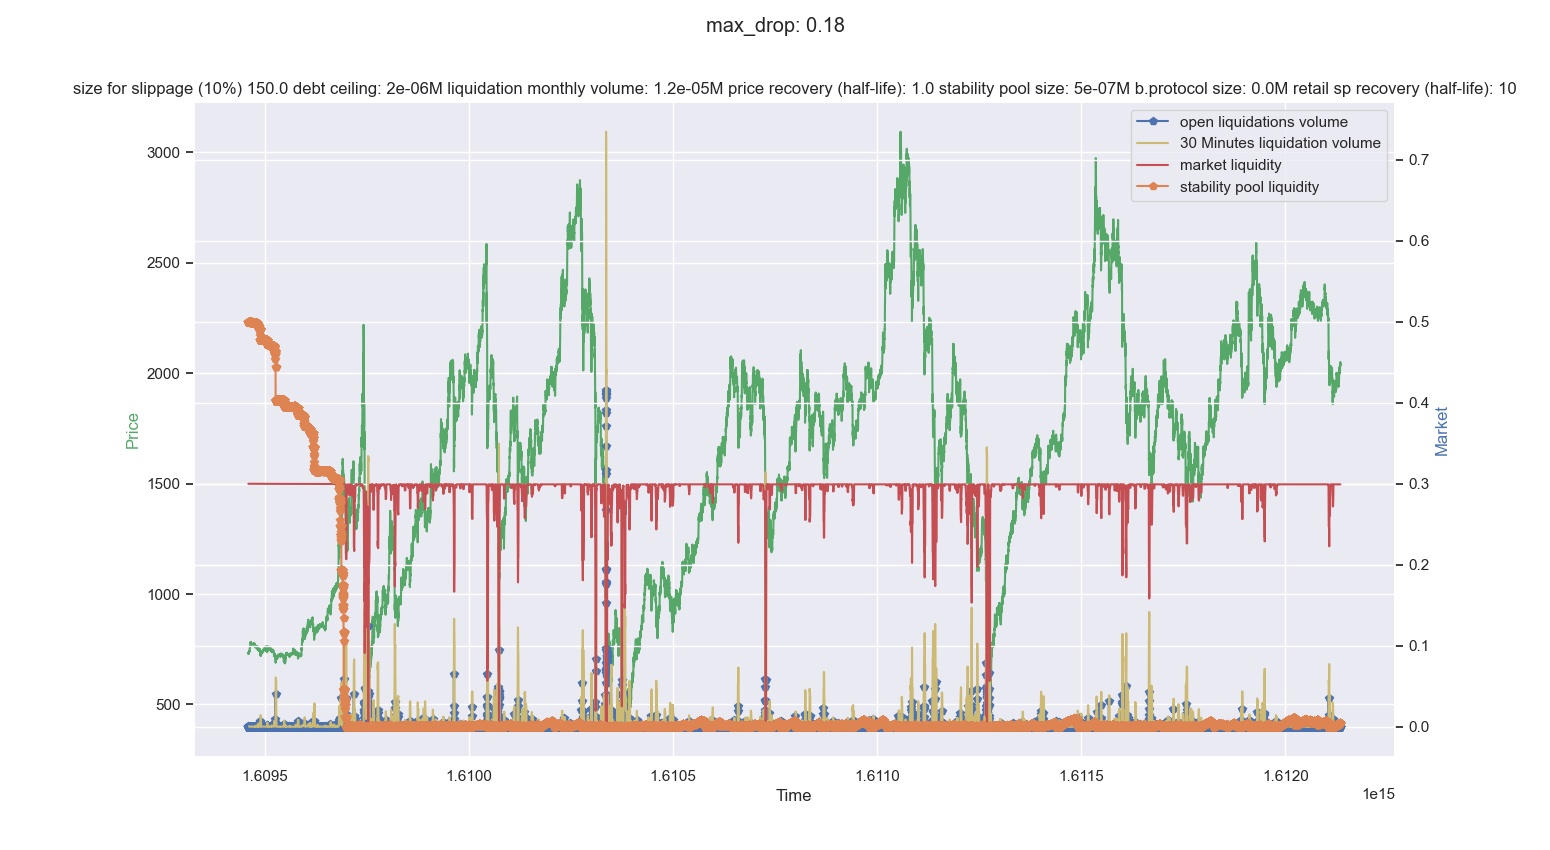 max_drop: 0.18
size for slippage (10%) 150.0 debt ceiling: 2e-06M liquidation monthly volume: 1.2e-05M price recovery (half-life): 1.0 stability pool size: 5e-07M b.protocol size: 0.0M retail sp recovery (half-life): 10
open liquidations volume
30 Minutes liquidation volume
market liquidity
stability pool liquidity
3000
2500
2000
1500
1000
500
Price
0.7
0.6
0.5
0.4
0.3
0.2
0.1
0.0
Market
1.6095 1.6100 1.6105 1.6110 1.6115 1.6120
Time
1e15